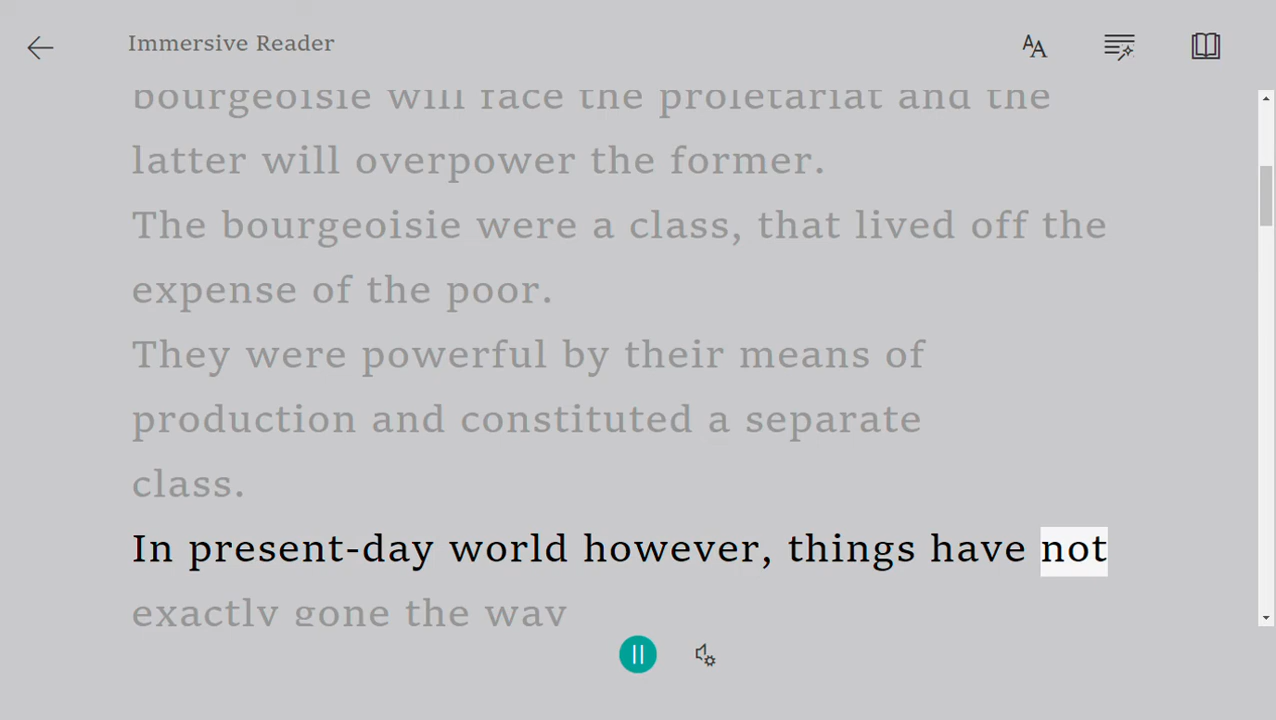 Immersive Reader
bourgeoisie will face the proletariat and the
latter will overpower the former.
The bourgeoisie were a class, that lived off the
expense of the poor.
They were powerful by their means of
production and constituted a separate
class.
In present-day world however, things have not
exactly gone the way